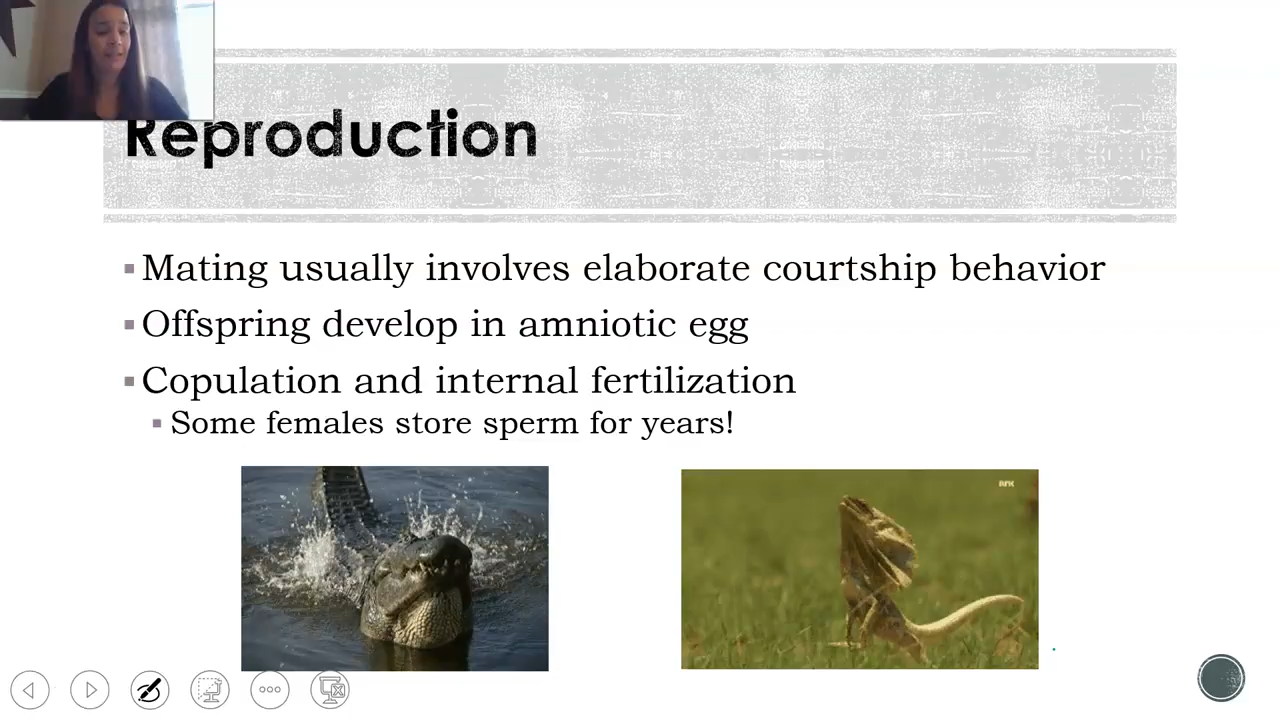 Reproduction
Mating usually involves elaborate courtship behavior
Offspring develop in amniotic egg
Copulation and internal fertilization
Some females store sperm for years!
NRK